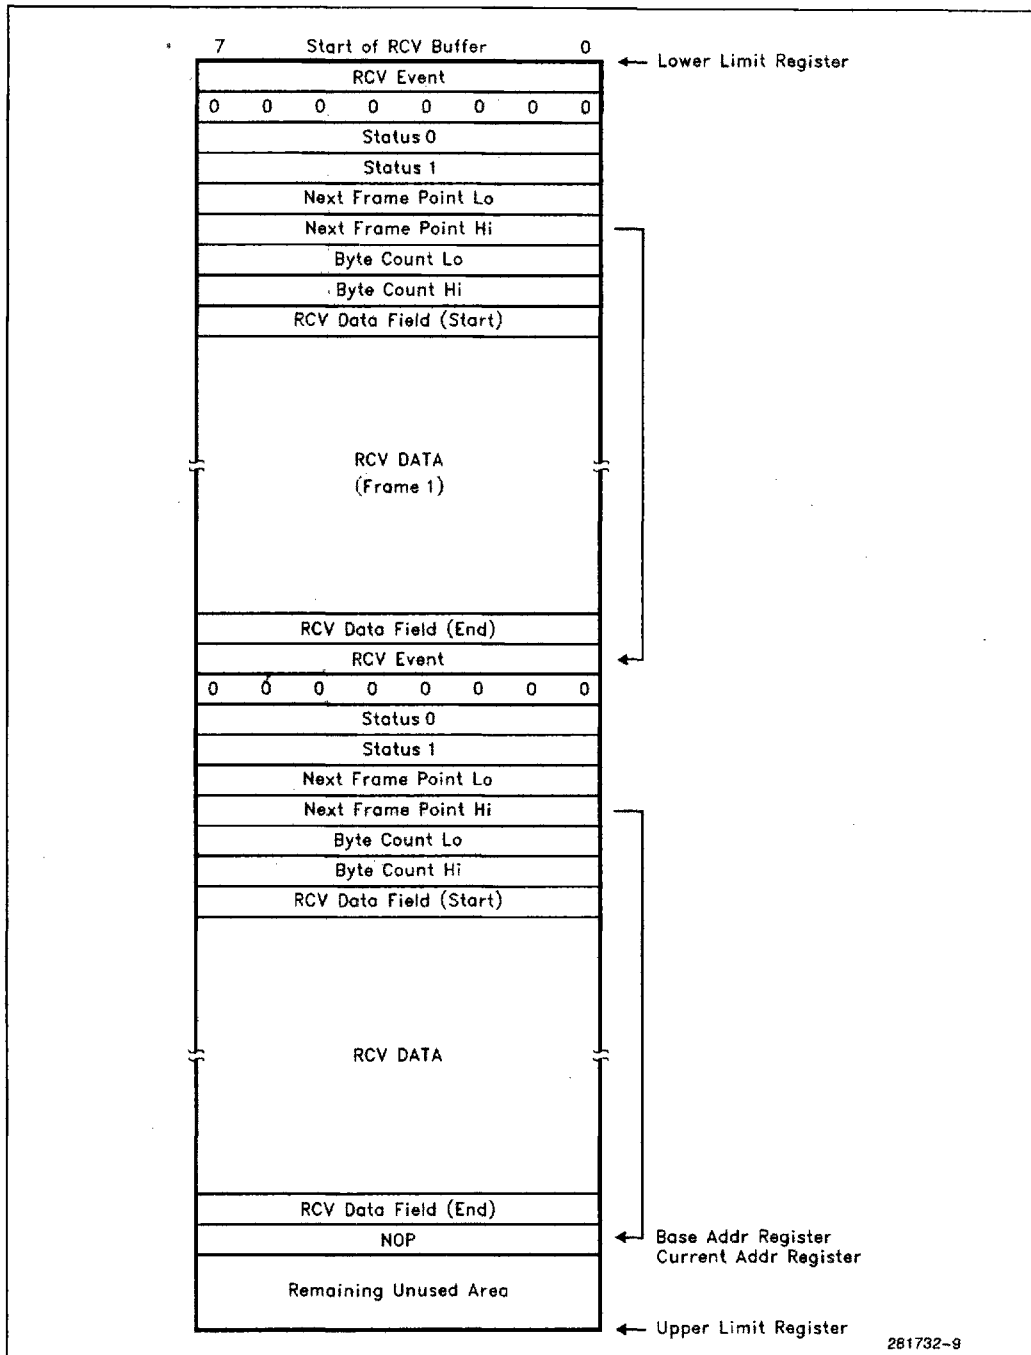 7 Start of RCV Buffer 0
Lower Limit Register
RCV Event
0 0 0 0 0 0 0 0
Status 0
Status 1
Next Frame Point Lo
Next Frame Point Hi
Byte Count Lo
Byte Count Hi
RCV Data Field (Start)
RCV DATA
(Frame 1)
RCV Data Field (End)
RCV Event
0 0 0 0 0 0 0 0
Status 0
Status 1
Next Frame Point Lo
Next Frame Point Hi
Byte Count Lo
Byte Count Hi
RCV Data Field (Start)
RCV DATA
RCV Data Field (End)
NOP
Base Addr Register
Current Addr Register
Remaining Unused Area
Upper Limit Register
281732-9